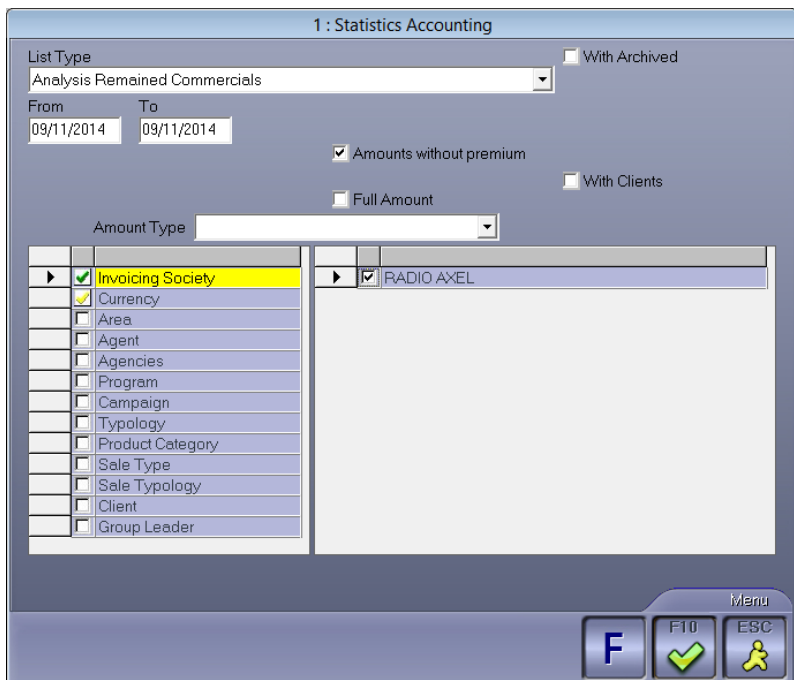 1 : Statistics Accounting
List Type
With Archived
Analysis Remained Commercials
From To
09/11/2014 09/11/2014
Amounts without premium
With Clients
Full Amount
Amount Type
Invoicing Society
RADIO AXEL
Currency
Area
Agent
Agencies
Program
Campaign
Typology
Product Category
Sale Type
Sale Typology
Client
Group Leader
Menu
F F10 ESC